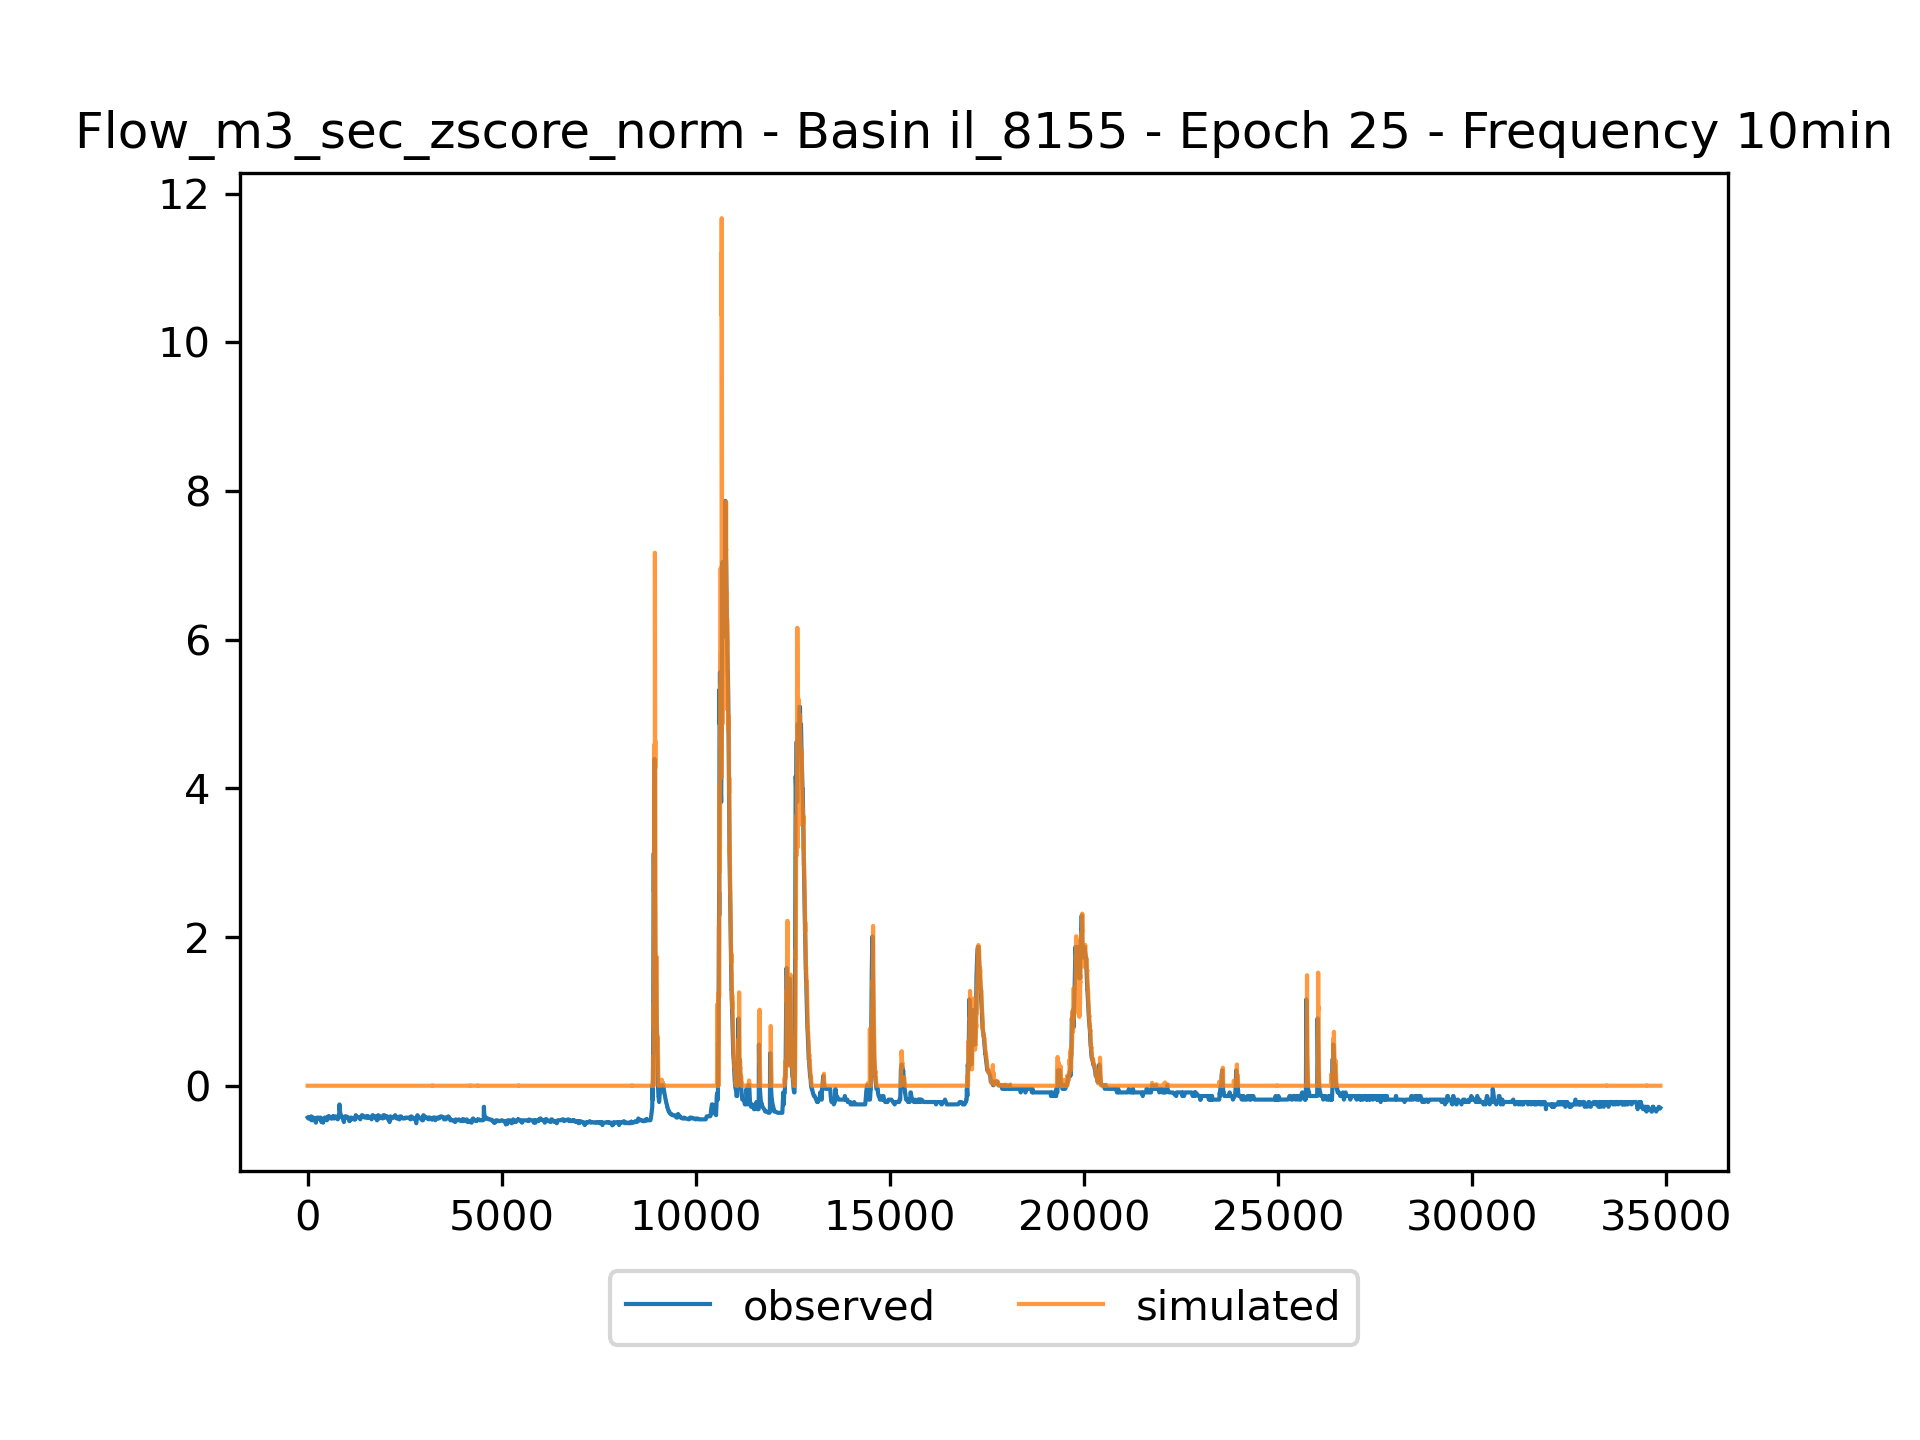 Flow_m3_sec_zscore_norm - Basin il_8155 - Epoch 25 - Frequency 10min
12
10
8
6
4
2
0
0 5000 10000 15000 20000 25000 30000 35000
observed simulated